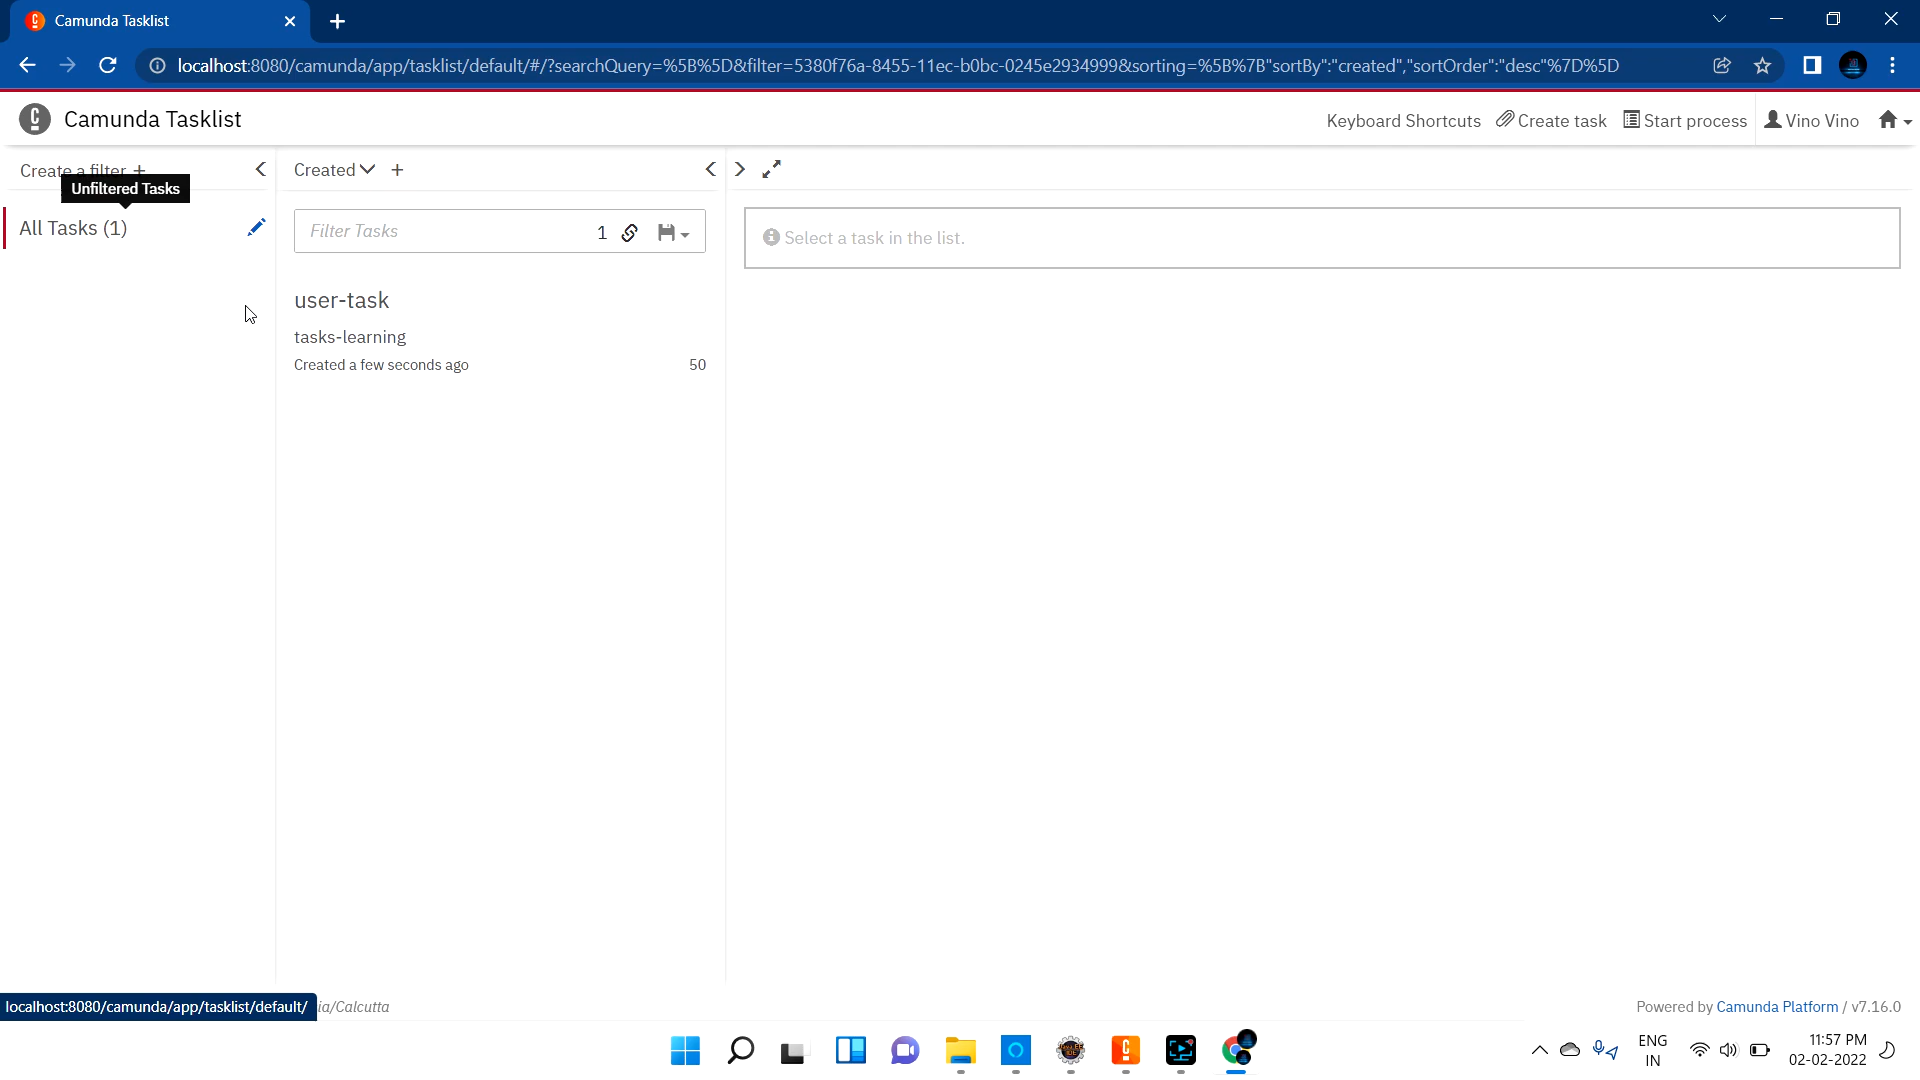 Camunda Tasklist
localhost:8080/camunda/app/tasklist/default/#/?searchQuery=%5B%5D&filter=5380f76a-8455-11ec-b0bc-0245e2934999&sorting=%5B%7B"sortBy":"created","sortOrder":"desc"%7D%5D
Camunda Tasklist
Keyboard Shortcuts Create task Start process Vino Vino
Create a filter +
Created +
Unfiltered Tasks
All Tasks (1)
Filter Tasks 1
Select a task in the list.
user-task
tasks-learning
Created a few seconds ago 50
localhost:8080/camunda/app/tasklist/default/
ia/Calcutta
Powered by Camunda Platform / v7.16.0
ENG
IN
11:57 PM
02-02-2022